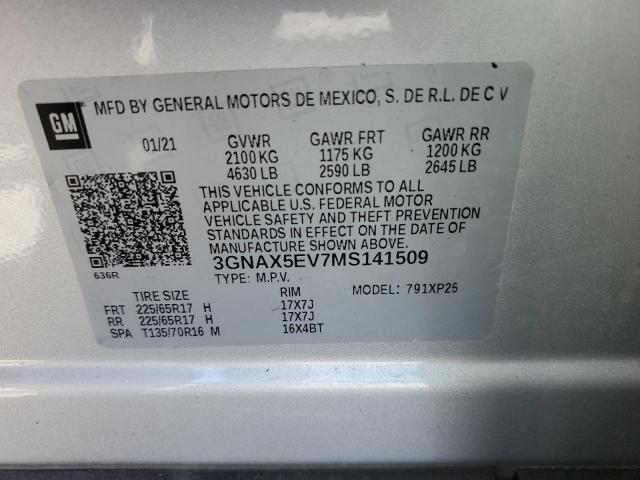 GM
MFD BY GENERAL MOTORS DE MEXICO, S. DE R.L. DE C V
01/21 GVWR GAWR FRT GAWR RR
2100 KG 1175 KG 1200 KG
4630 LB 2590 LB 2645 LB
THIS VEHICLE CONFORMS TO ALL
APPLICABLE U.S. FEDERAL MOTOR
VEHICLE SAFETY AND THEFT PREVENTION
STANDARDS IN EFFECT ON THE DATE OF
MANUFACTURE SHOWN ABOVE.
636R
3GNAX5EV7MS141509
TYPE: M.P.V.
TIRE SIZE RIM MODEL: 791XP26
FRT 225/65R17 H 17X7J
RR 225/65R17 H 17X7J
SPA T135/70R16 M 16X4BT